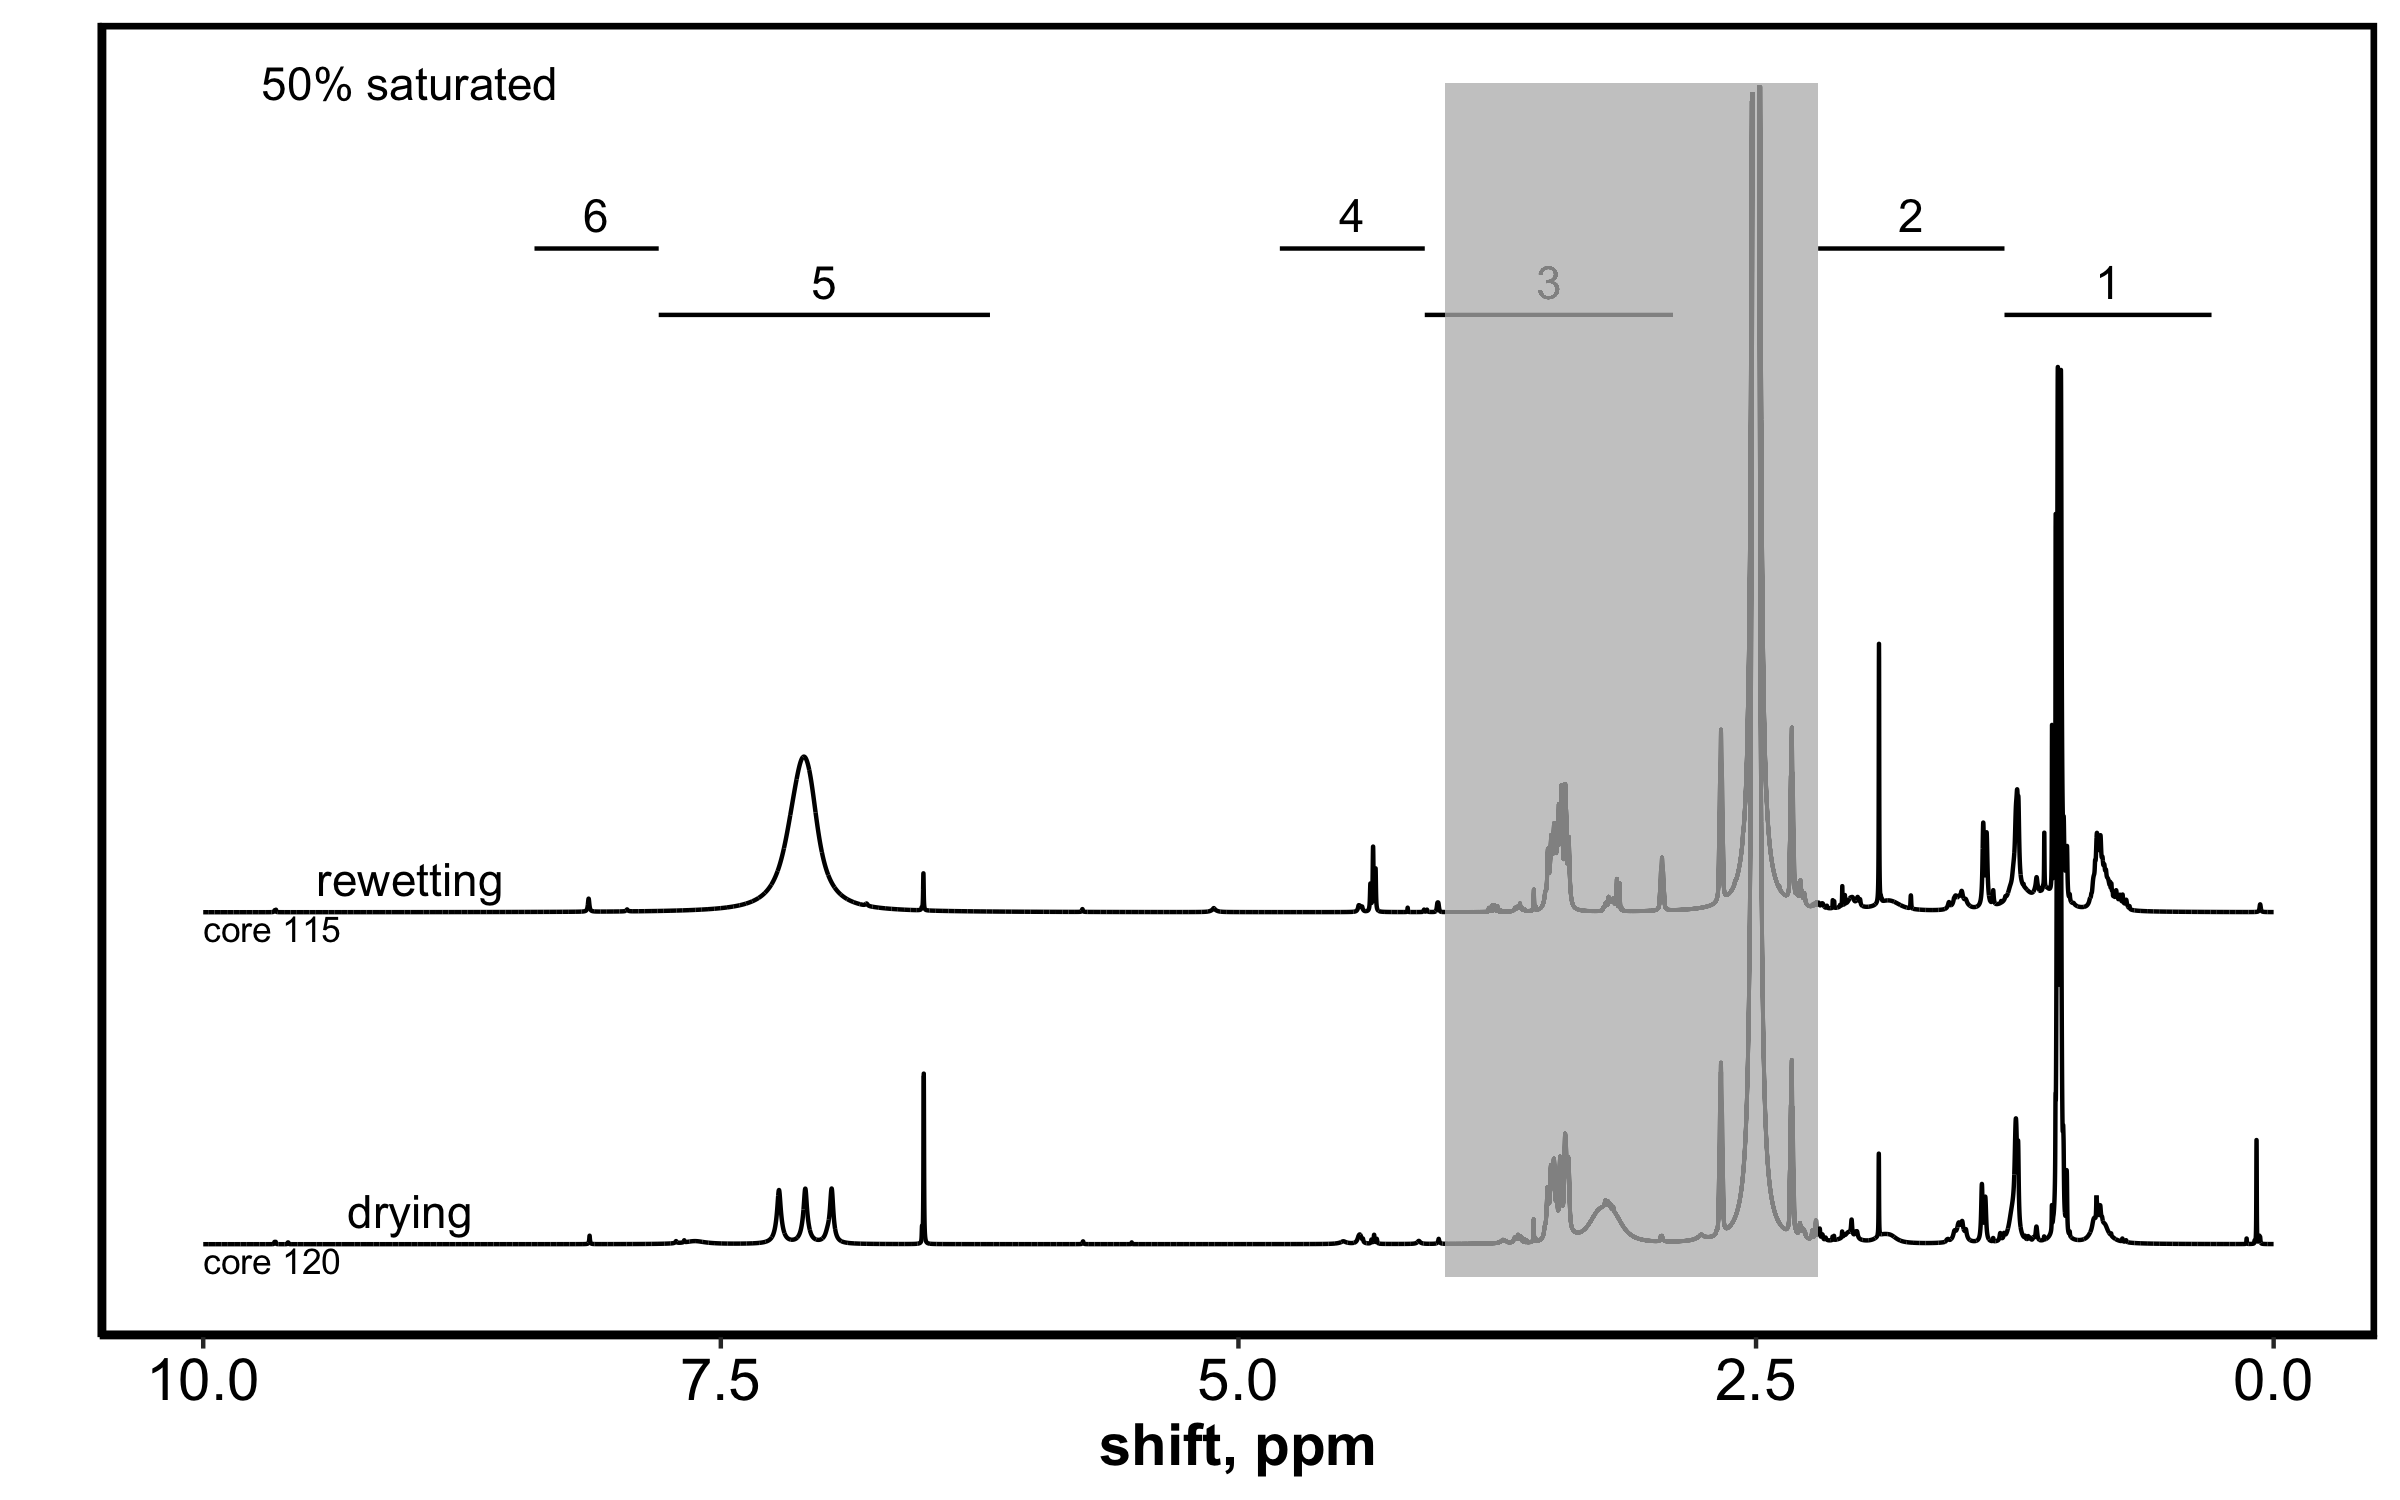 50% saturated
6
4
2
5
3
1
rewetting
core 115
drying
core 120
10.0 7.5 5.0 2.5 0.0
shift, ppm